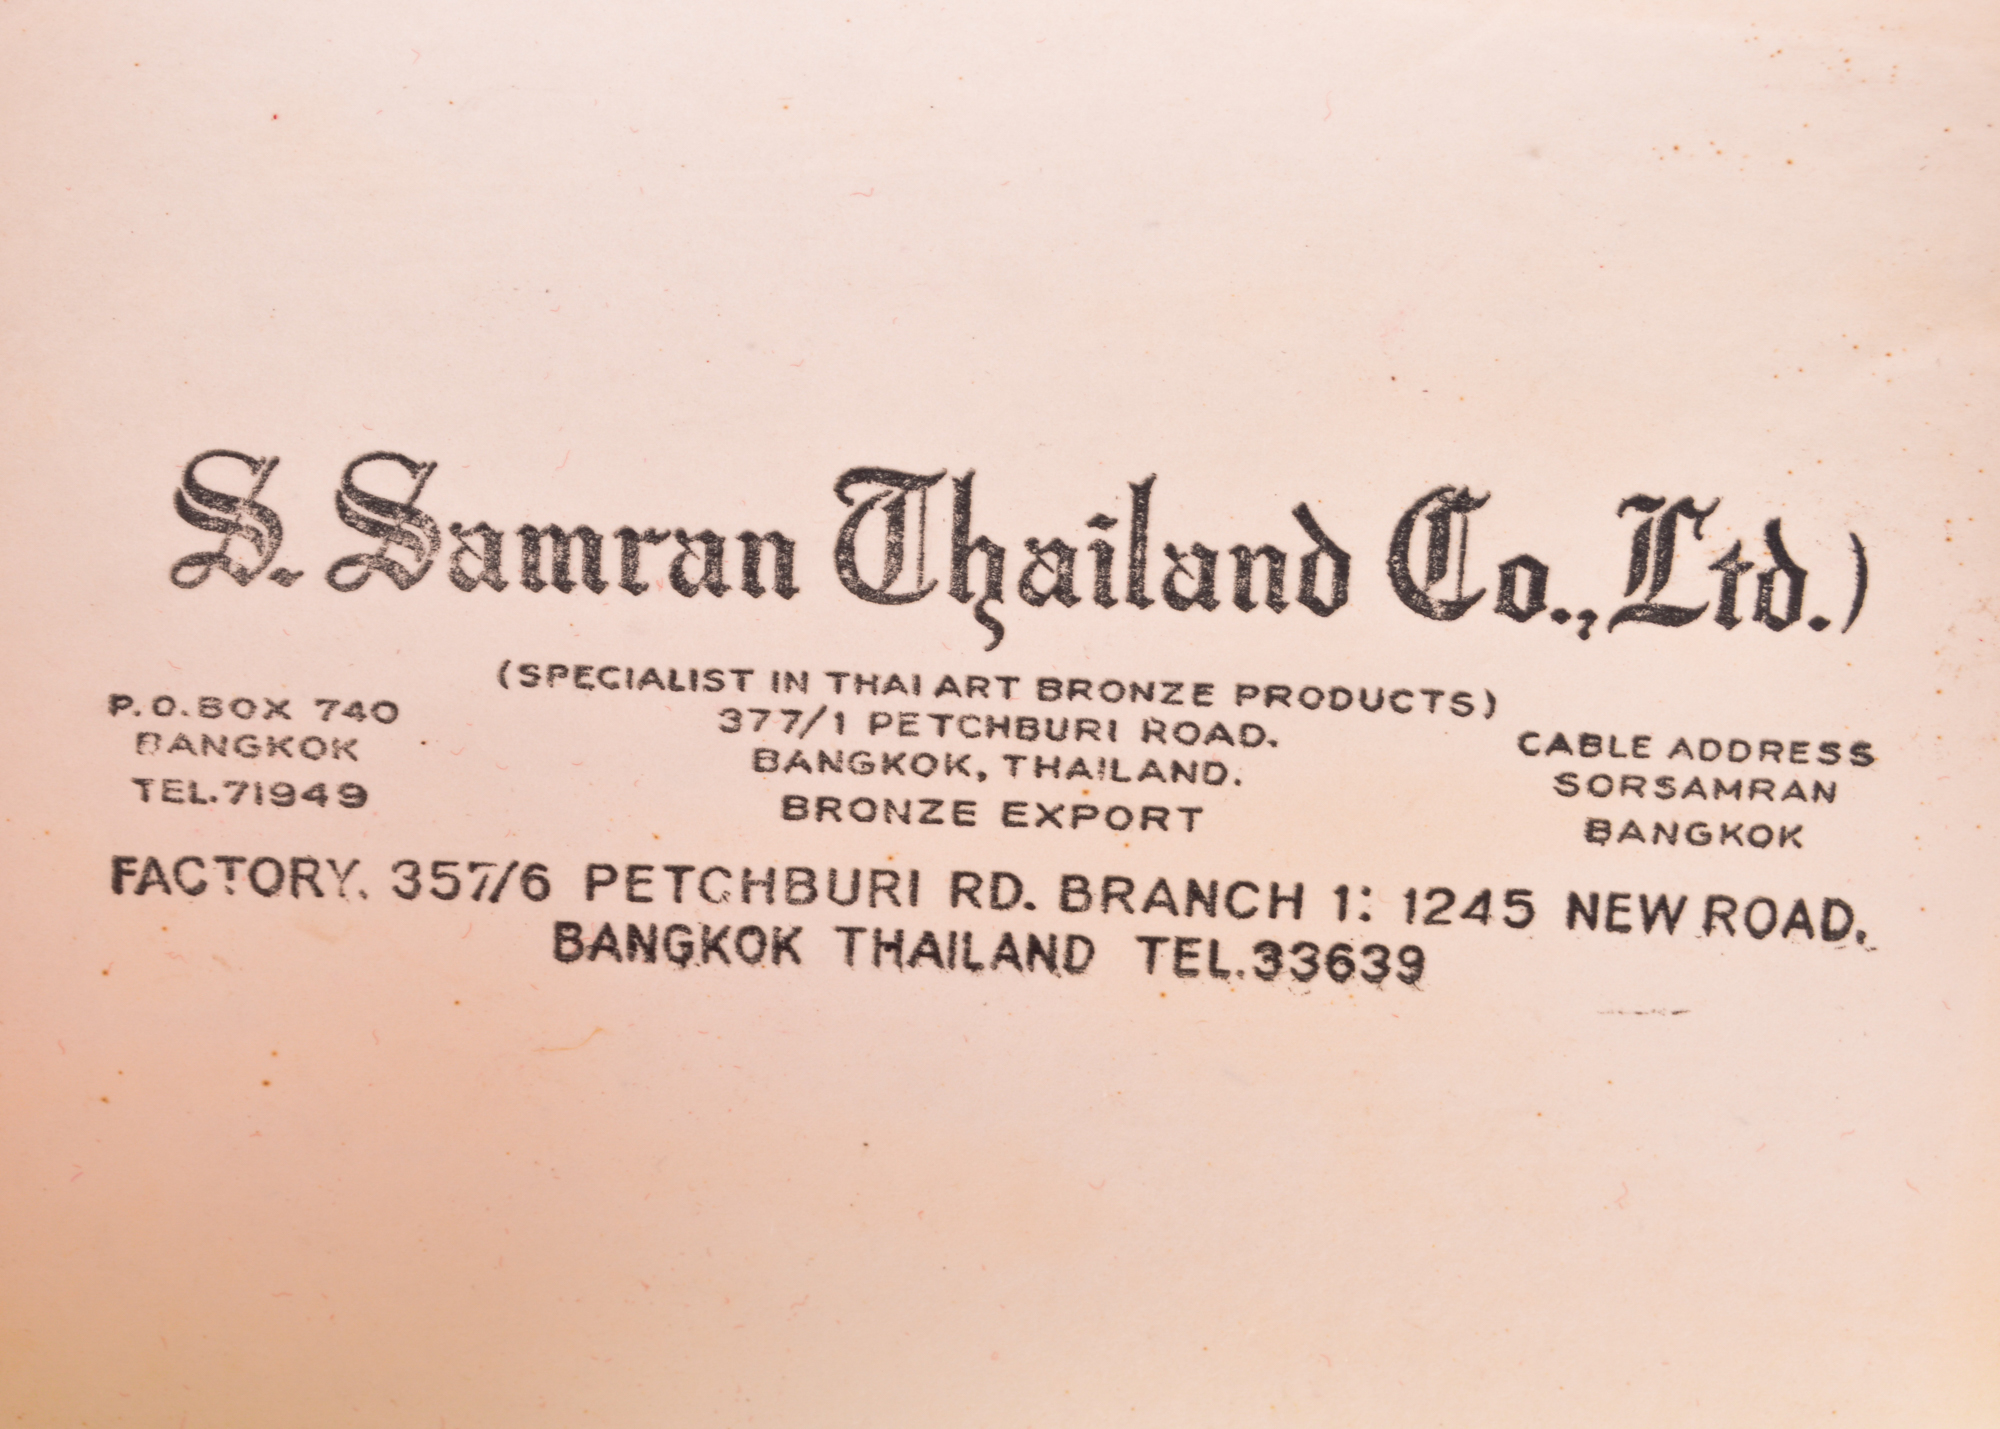 S. Samran Thailand Co., Ltd.)
(SPECIALIST IN THAI ART BRONZE PRODUCTS)
377/1 PETCHBURI ROAD.
BANGKOK, THAILAND.
BRONZE EXPORT
P.O.BOX 740
BANGKOK
TEL.71949
CABLE ADDRESS
SORSAMRAN
BANGKOK
FACTORY. 357/6 PETCHBURI RD. BRANCH 1: 1245 NEW ROAD.
BANGKOK THAILAND TEL.33639